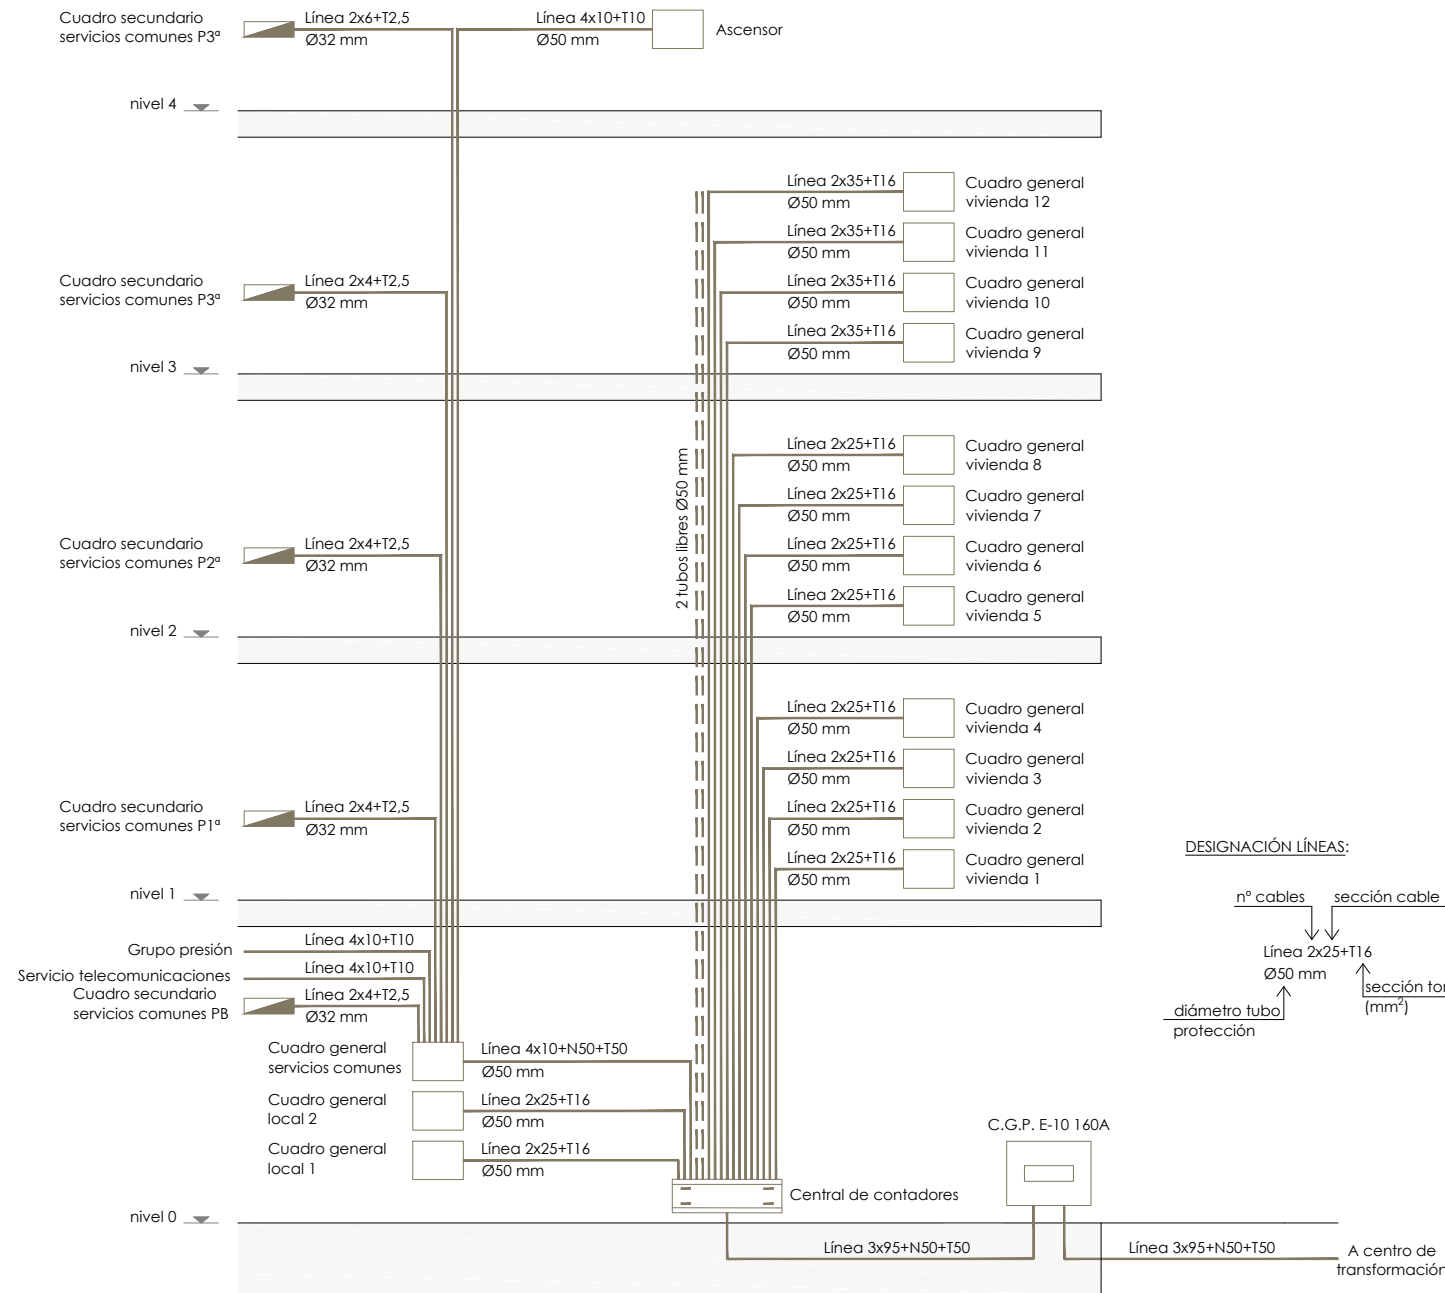 Cuadro secundario
servicios comunes P3ª
Línea 2x6+T2,5
Ø32 mm
Línea 4x10+T10
Ø50 mm
Ascensor
nivel 4
Línea 2x35+T16
Ø50 mm
Cuadro general
vivienda 12
Línea 2x35+T16
Ø50 mm
Cuadro general
vivienda 11
Cuadro secundario
servicios comunes P3ª
Línea 2x4+T2,5
Ø32 mm
Línea 2x35+T16
Ø50 mm
Cuadro general
vivienda 10
Línea 2x35+T16
Ø50 mm
Cuadro general
vivienda 9
nivel 3
2 tubos libres Ø50 mm
Línea 2x25+T16
Ø50 mm
Cuadro general
vivienda 8
Línea 2x25+T16
Ø50 mm
Cuadro general
vivienda 7
Cuadro secundario
servicios comunes P2ª
Línea 2x4+T2,5
Ø32 mm
Línea 2x25+T16
Ø50 mm
Cuadro general
vivienda 6
Línea 2x25+T16
Ø50 mm
Cuadro general
vivienda 5
nivel 2
Línea 2x25+T16
Ø50 mm
Cuadro general
vivienda 4
Línea 2x25+T16
Ø50 mm
Cuadro general
vivienda 3
Cuadro secundario
servicios comunes P1ª
Línea 2x4+T2,5
Ø32 mm
Línea 2x25+T16
Ø50 mm
Cuadro general
vivienda 2
Línea 2x25+T16
Ø50 mm
Cuadro general
vivienda 1
nivel 1
DESIGNACIÓN LÍNEAS:
nº cables
sección cable
Línea 2x25+T16
Ø50 mm
sección
(mm²)
diámetro tubo
protección
Grupo presión
Línea 4x10+T10
Servicio telecomunicaciones
Línea 4x10+T10
Cuadro secundario
servicios comunes PB
Línea 2x4+T2,5
Ø32 mm
Cuadro general
servicios comunes
Línea 4x10+N50+T50
Ø50 mm
Cuadro general
local 2
Línea 2x25+T16
Ø50 mm
Cuadro general
local 1
Línea 2x25+T16
Ø50 mm
C.G.P. E-10 160A
Central de contadores
nivel 0
Línea 3x95+N50+T50
Línea 3x95+N50+T50
A centro de
transformación